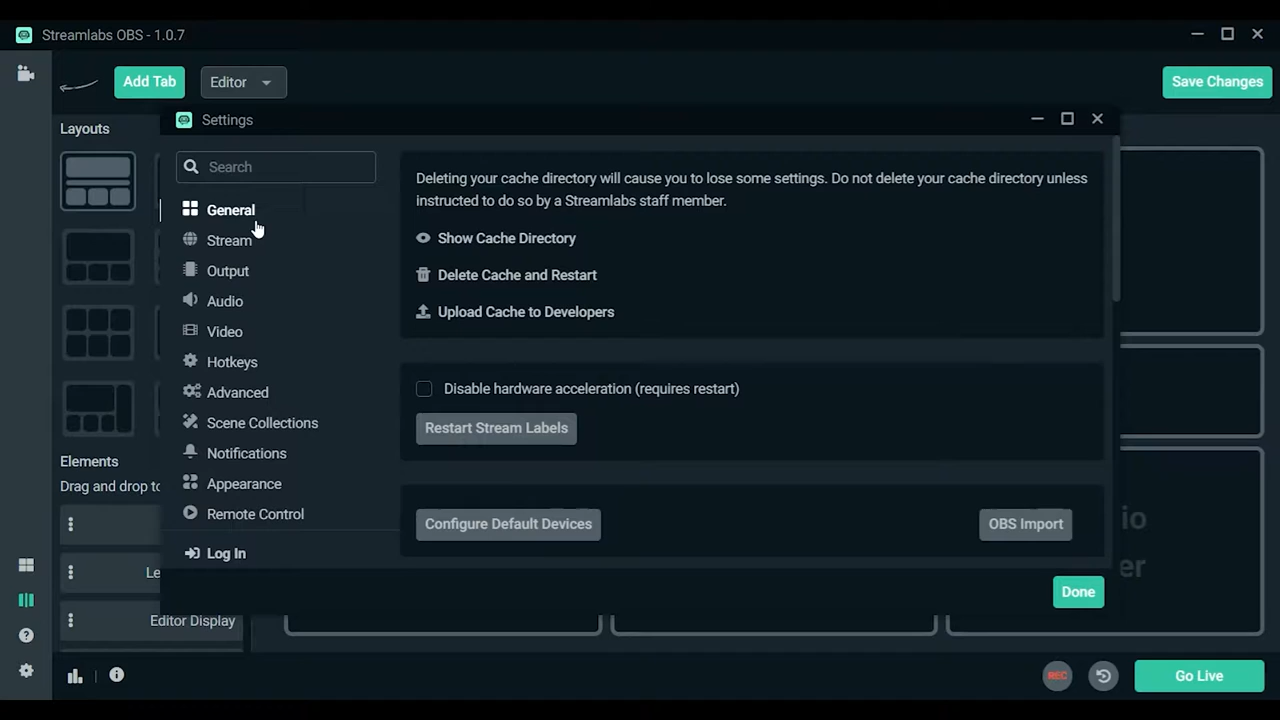 Streamlabs OBS - 1.0.7
Add Tab
Editor
Save Changes
Layouts
Settings
Search
General
Stream
Output
Audio
Video
Hotkeys
Advanced
Scene Collections
Notifications
Appearance
Remote Control
Log In
Deleting your cache directory will cause you to lose some settings. Do not delete your cache directory unless
instructed to do so by a Streamlabs staff member.
Show Cache Directory
Delete Cache and Restart
Upload Cache to Developers
Disable hardware acceleration (requires restart)
Restart Stream Labels
Configure Default Devices
OBS Import
Done
Elements
Drag and drop to
Le
Editor Display
io
er
REC
Go Live